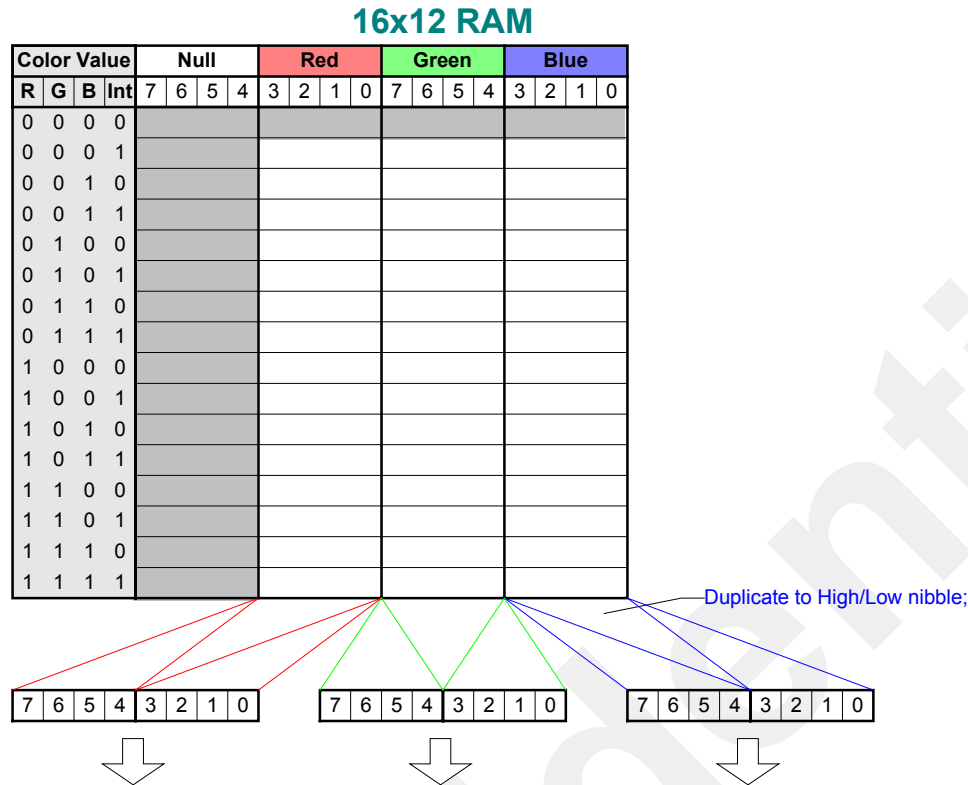 16x12 RAM
Color Value Null Red Green Blue
R G B Int 7 6 5 4 3 2 1 0 7 6 5 4 3 2 1 0
0 0 0 0
0 0 0 1
0 0 1 0
0 0 1 1
0 1 0 0
0 1 0 1
0 1 1 0
0 1 1 1
1 0 0 0
1 0 0 1
1 0 1 0
1 0 1 1
1 1 0 0
1 1 0 1
1 1 1 0
1 1 1 1
Duplicate to High/Low nibble;
7 6 5 4 3 2 1 0 7 6 5 4 3 2 1 0 7 6 5 4 3 2 1 0